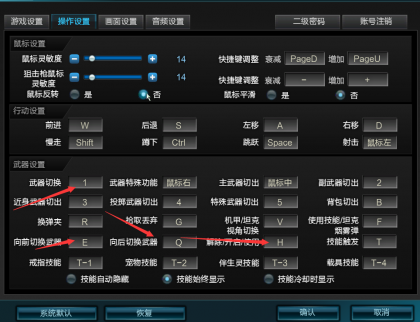 游戏设置 操作设置 画面设置 音频设置 二级密码 账号注销
鼠标设置
鼠标灵敏度 14 快捷键调整 衰减 PageD 增加 PageU
狙击枪鼠标灵敏度 14 快捷键调整 衰减 - 增加 +
鼠标反转 是 否 鼠标平滑 是 否
行动设置
前进 W 后退 S 左移 A 右移 D
慢走 Shift 蹲下 Ctrl 跳跃 Space 射击 鼠标左
武器设置
武器切换 1 武器特殊功能 鼠标右 主武器切出 鼠标中 副武器切出 2
近身武器切出 3 投掷武器切出 4 特殊武器切出 5 背包切出 B
换弹夹 R 拾取丢弃 G 机甲/坦克视角切换 V 使用技能/坦克烟雾弹 F
向前切换武器 E 向后切换武器 Q 解除/开启/使用 H 技能触发 T
戒指技能 T-1 宠物技能 T-2 伴生灵技能 T-3 载具技能 T-4
技能自动隐藏 技能始终显示 技能冷却时显示
系统默认 恢复 确认 取消